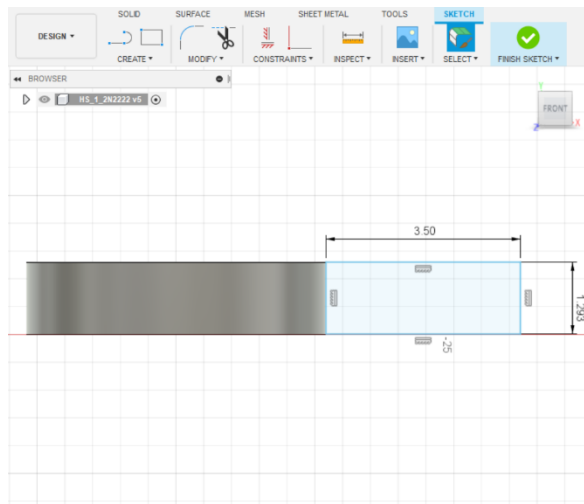 SOLID SURFACE MESH SHEET METAL TOOLS SKETCH
DESIGN ▾
CREATE ▾ MODIFY ▾ CONSTRAINTS ▾ INSPECT ▾ INSERT ▾ SELECT ▾ FINISH SKETCH ▾
BROWSER
HS_1_2N2222 v6
Y
FRONT
Z
X
3.50
1.293
-25